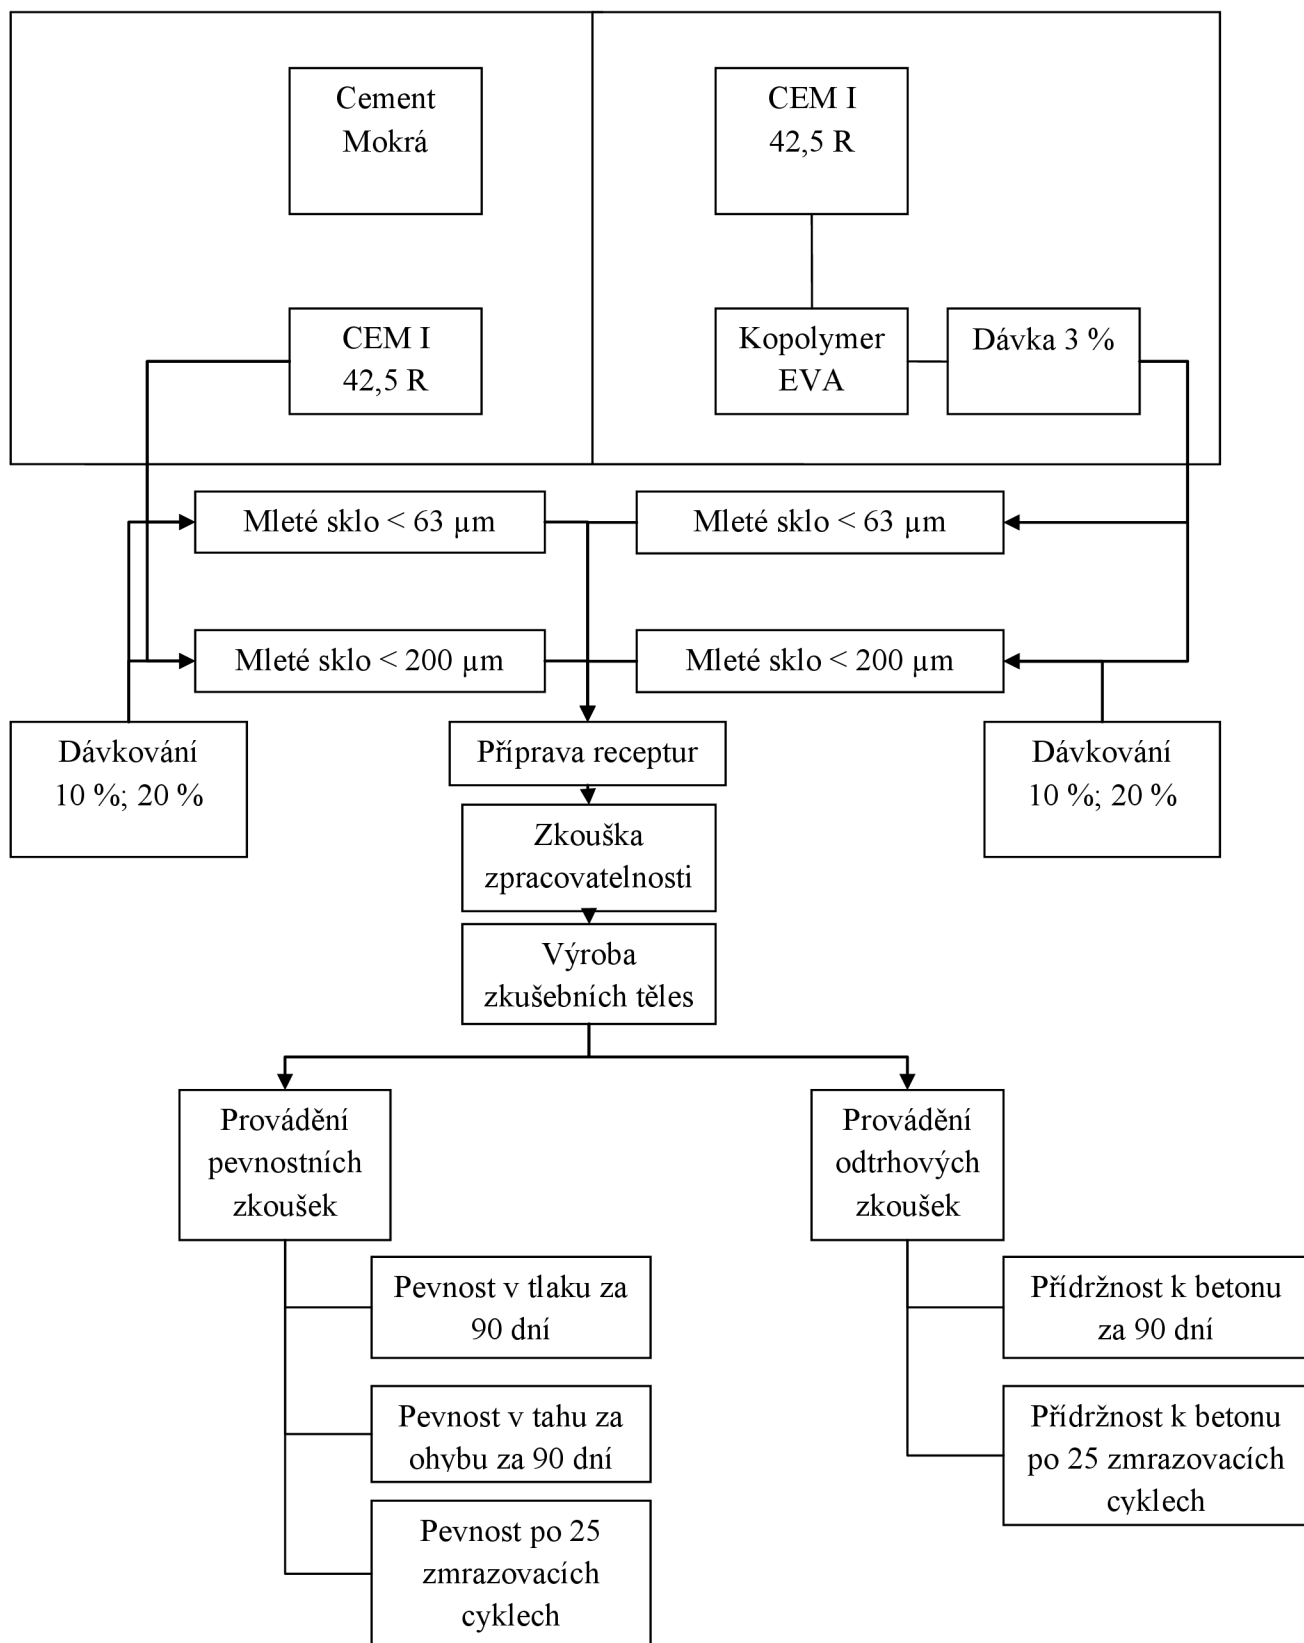 Cement
Mokrá
CEM I
42,5 R
CEM I
42,5 R
Kopolymer
EVA
Dávka 3 %
Mleté sklo < 63 µm
Mleté sklo < 63 µm
Mleté sklo < 200 µm
Mleté sklo < 200 µm
Dávkování
10 %; 20 %
Příprava receptur
Dávkování
10 %; 20 %
Zkouška
zpracovatelnosti
Výroba
zkušebních těles
Provádění
pevnostních
zkoušek
Provádění
odtrhových
zkoušek
Pevnost v tlaku za
90 dní
Přídržnost k betonu
za 90 dní
Pevnost v tahu za
ohybu za 90 dní
Přídržnost k betonu
po 25 zmrazovacích
cyklech
Pevnost po 25
zmrazovacích
cyklech